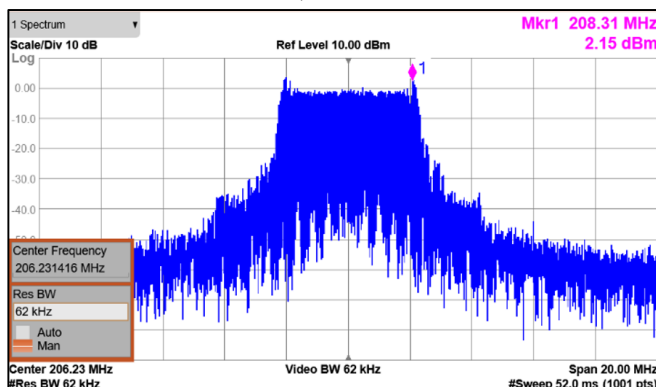 1 Spectrum
Mkr1 208.31 MHz
Scale/Div 10 dB
Ref Level 10.00 dBm
2.15 dBm
Log
1
0.00
-10.0
-20.0
-30.0
-40.0
Center Frequency
206.231416 MHz
Res BW
62 kHz
Auto
Man
Center 206.23 MHz
Video BW 62 kHz
Span 20.00 MHz
#Res BW 62 kHz
#Sweep 52.0 ms (1001 pts)